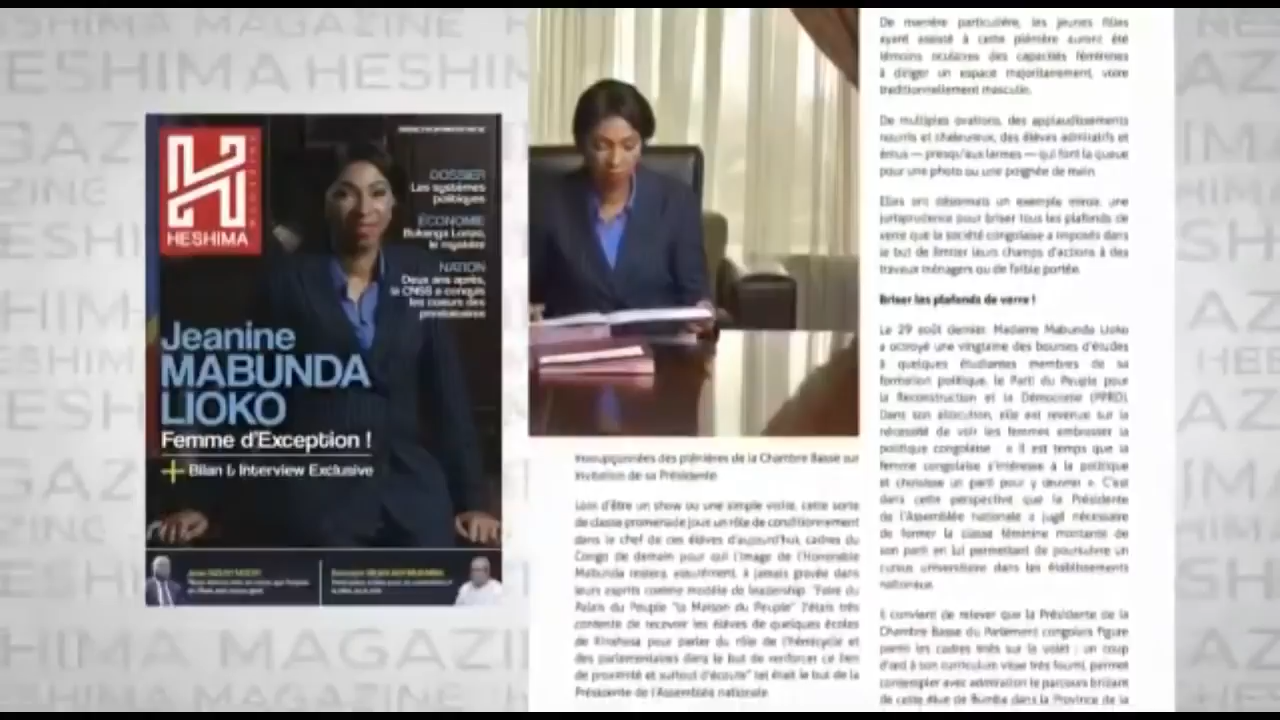 HESHIMA MAGAZINE
HESHIMA
DOSSIER
Les systèmes
politiques
ÉCONOMIE
Bukanga Lonzo,
le mystère
NATION
Deux ans après,
la CNSS a conquis
les coeurs des
prestataires
Jeanine
MABUNDA
LIOKO
Femme d'Exception !
+ Bilan & Interview Exclusive
insoupçonnées des plénières de la Chambre Basse sur
invitation de sa Présidente.
Loin d'être un show ou une simple visite, cette sorte
de classe promenade joue un rôle de conditionnement
dans le chef de ces élèves d'aujourd'hui, cadres du
Congo de demain pour qui l'image de l'Honorable
Mabunda restera, assurément, à jamais gravée dans
leurs esprits comme modèle de leadership. "Faire du
Palais du Peuple "la Maison du Peuple" J'étais très
contente de recevoir les élèves de quelques écoles
de Kinshasa pour parler du rôle de l'hémicycle et
des parlementaires dans le but de renforcer ce lien
de proximité et surtout d'écoute" tel était le but de la
Présidente de l'Assemblée nationale.
De manière particulière, les jeunes filles
ayant assisté à cette plénière auront été
témoins oculaires des capacités féminines
à diriger un espace majoritairement, voire
traditionnellement masculin.
De multiples ovations, des applaudissements
nourris et chaleureux, des élèves admiratifs et
émus — presqu'aux larmes — qui font la queue
pour une photo ou une poignée de main.
Elles ont désormais un exemple mieux, une
jurisprudence pour briser tous les plafonds de
verre que la société congolaise a imposés dans
le but de limiter leurs champs d'actions à des
travaux ménagers ou de faible portée.
Briser les plafonds de verre !
Le 29 août dernier, Madame Mabunda Lioko
a octroyé une vingtaine des bourses d'études
à quelques étudiantes membres de sa
formation politique, le Parti du Peuple pour
la Reconstruction et la Démocratie (PPRD).
Dans son allocution, elle est revenue sur la
nécessité de voir les femmes embrasser la
politique congolaise : « il est temps que la
femme congolaise s'intéresse à la politique
et choisisse un parti pour y œuvrer ». C'est
dans cette perspective que la Présidente
de l'Assemblée nationale a jugé nécessaire
de former la classe féminine montante de
son parti en lui permettant de poursuivre un
cursus universitaire dans les établissements
nationaux.
Il convient de relever que la Présidente de la
Chambre Basse du Parlement congolais figure
parmi les cadres triés sur le volet : un coup
d'œil à son curriculum vitae très fourni, permet
contempler avec admiration le parcours brillant
de cette élue de Bumba dans la Province de la